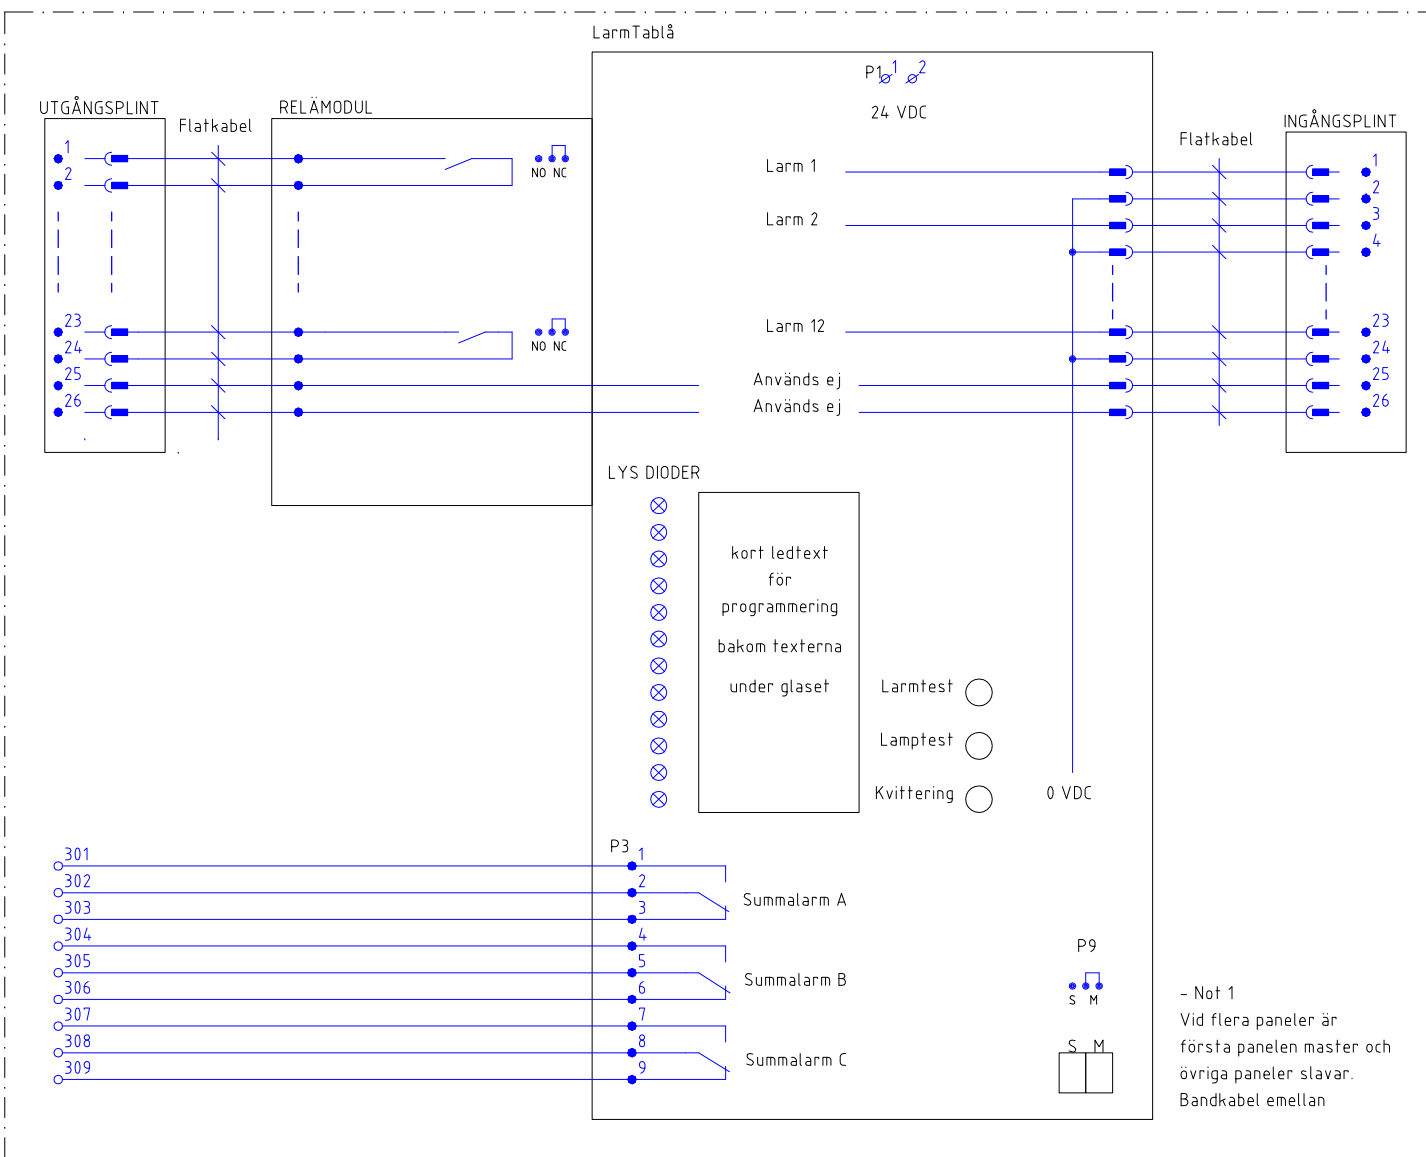 LarmTablå
P1 1 2
24 VDC
UTGÅNGSPLINT
Flatkabel
RELÄMODUL
1
2
23
24
25
26
NO NC
NO NC
Larm 1
Larm 2
Larm 12
Används ej
Används ej
Flatkabel
INGÅNGSPLINT
1
2
3
4
23
24
25
26
LYS DIODER
kort ledtext
för
programmering
bakom texterna
under glaset
Larmtest
Lamptest
Kvittering
0 VDC
301
302
303
304
305
306
307
308
309
P3
1
2
3
4
5
6
7
8
9
Summalarm A
Summalarm B
Summalarm C
P9
S M
S M
- Not 1
Vid flera paneler är
första panelen master och
övriga paneler slavar.
Bandkabel emellan